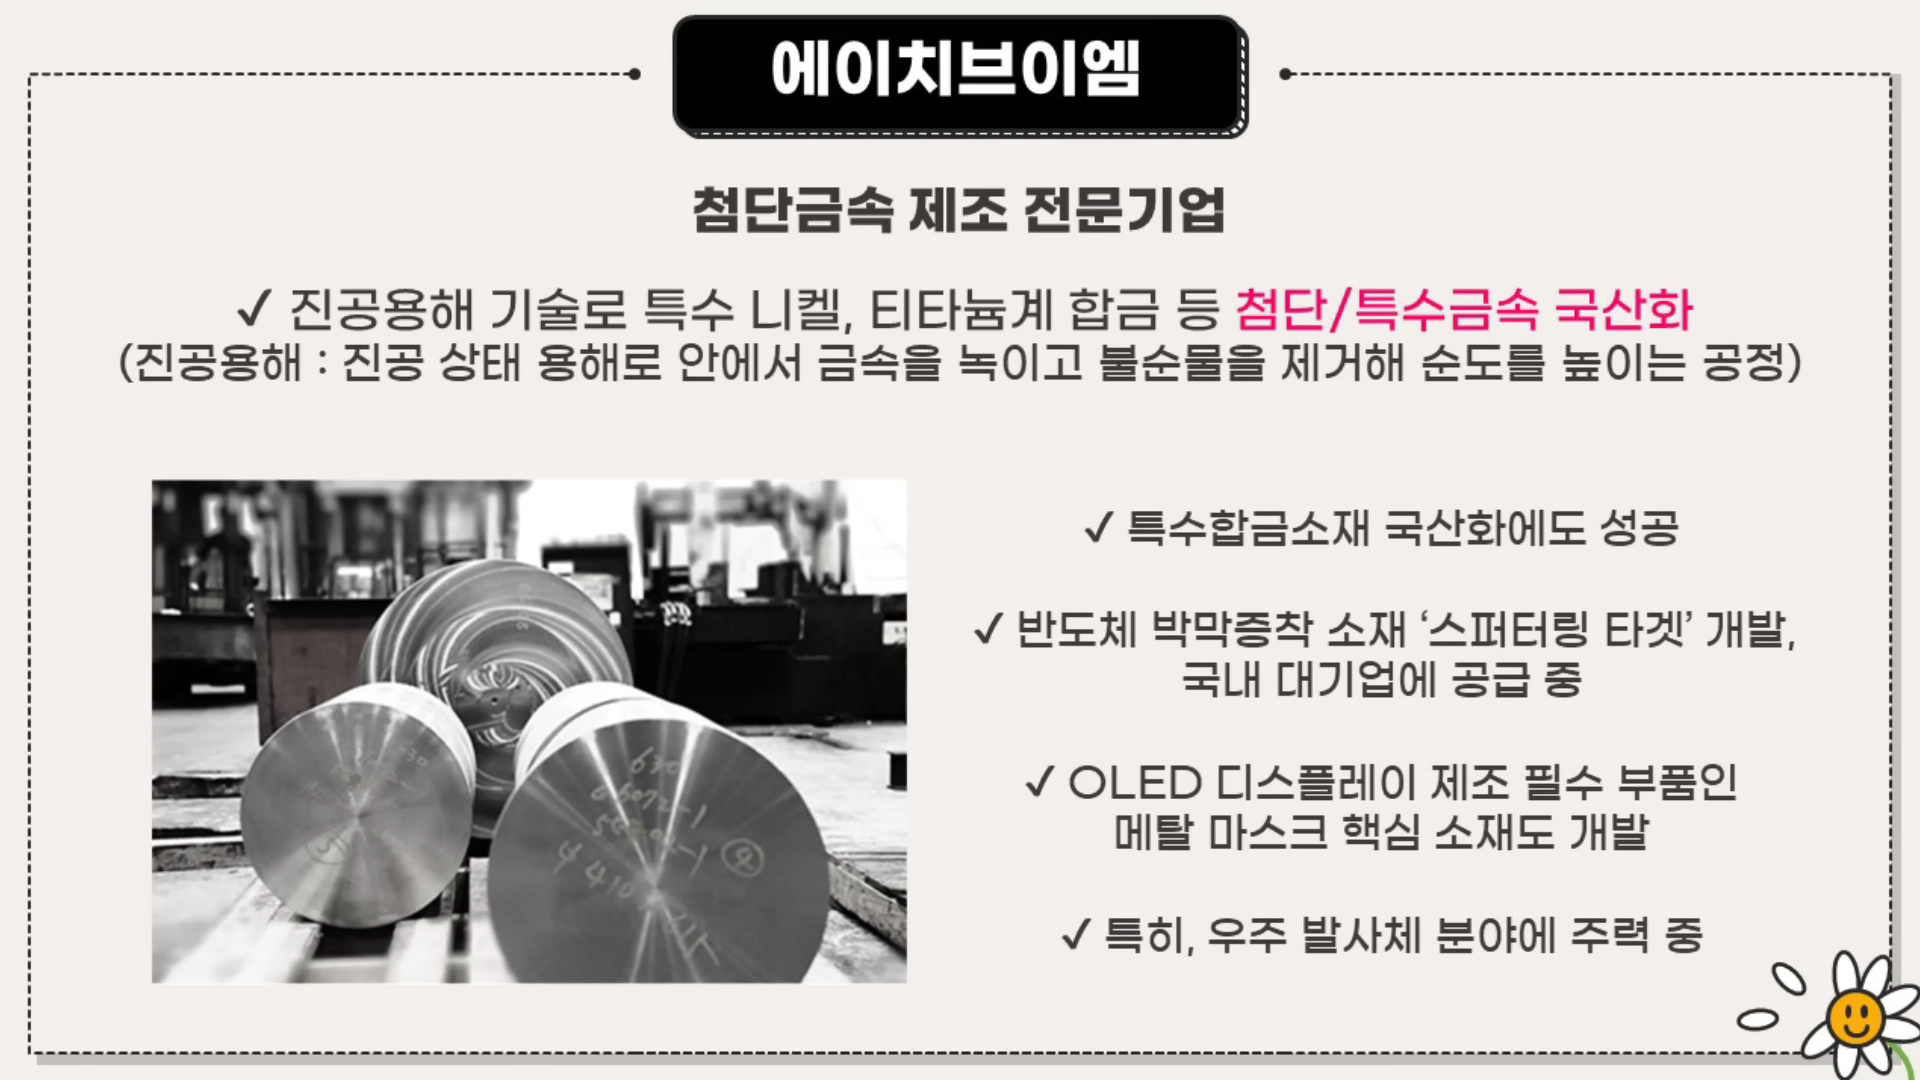 에이치브이엠
첨단금속 제조 전문기업
✓ 진공용해 기술로 특수 니켈, 티타늄계 합금 등 첨단/특수금속 국산화
(진공용해 : 진공 상태 용해로 안에서 금속을 녹이고 불순물을 제거해 순도를 높이는 공정)
✓ 특수합금소재 국산화에도 성공
✓ 반도체 박막증착 소재 ‘스퍼터링 타겟’ 개발,
국내 대기업에 공급 중
✓ OLED 디스플레이 제조 필수 부품인
메탈 마스크 핵심 소재도 개발
✓ 특히, 우주 발사체 분야에 주력 중
630
④